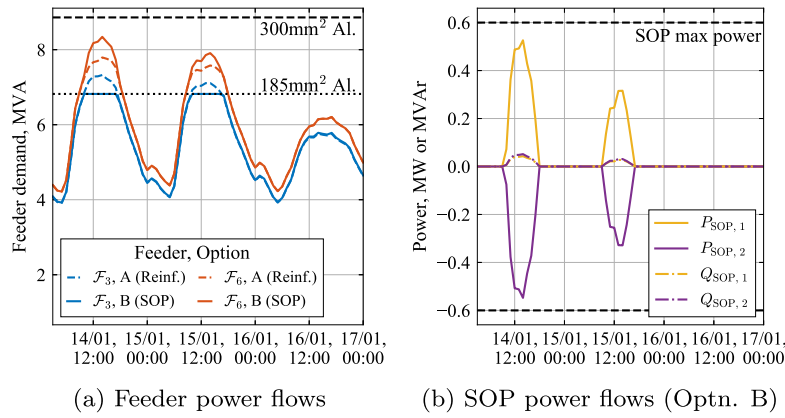 300mm² Al.
185mm² Al.
8
6
4
2
Feeder demand, MVA
Feeder, Option
ℱ₃, A (Reinf.)
ℱ₆, A (Reinf.)
ℱ₃, B (SOP)
ℱ₆, B (SOP)
14/01, 15/01, 15/01, 16/01, 16/01, 17/01,
12:00 00:00 12:00 00:00 12:00 00:00
(a) Feeder power flows
SOP max power
0.6
0.4
0.2
0.0
−0.2
−0.4
−0.6
Power, MW or MVAr
P_SOP, 1
P_SOP, 2
Q_SOP, 1
Q_SOP, 2
14/01, 15/01, 15/01, 16/01, 16/01, 17/01,
12:00 00:00 12:00 00:00 12:00 00:00
(b) SOP power flows (Optn. B)